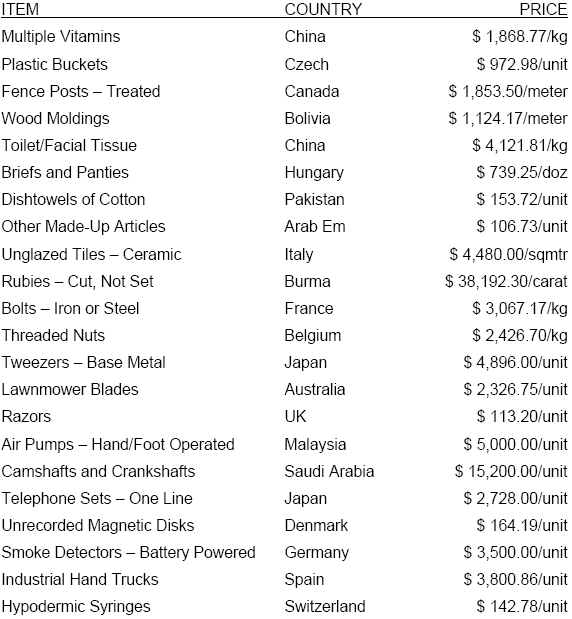 ITEM COUNTRY PRICE
Multiple Vitamins China $ 1,868.77/kg
Plastic Buckets Czech $ 972.98/unit
Fence Posts – Treated Canada $ 1,853.50/meter
Wood Moldings Bolivia $ 1,124.17/meter
Toilet/Facial Tissue China $ 4,121.81/kg
Briefs and Panties Hungary $ 739.25/doz
Dishtowels of Cotton Pakistan $ 153.72/unit
Other Made-Up Articles Arab Em $ 106.73/unit
Unglazed Tiles – Ceramic Italy $ 4,480.00/sqmtr
Rubies – Cut, Not Set Burma $ 38,192.30/carat
Bolts – Iron or Steel France $ 3,067.17/kg
Threaded Nuts Belgium $ 2,426.70/kg
Tweezers – Base Metal Japan $ 4,896.00/unit
Lawnmower Blades Australia $ 2,326.75/unit
Razors UK $ 113.20/unit
Air Pumps – Hand/Foot Operated Malaysia $ 5,000.00/unit
Camshafts and Crankshafts Saudi Arabia $ 15,200.00/unit
Telephone Sets – One Line Japan $ 2,728.00/unit
Unrecorded Magnetic Disks Denmark $ 164.19/unit
Smoke Detectors – Battery Powered Germany $ 3,500.00/unit
Industrial Hand Trucks Spain $ 3,800.86/unit
Hypodermic Syringes Switzerland $ 142.78/unit